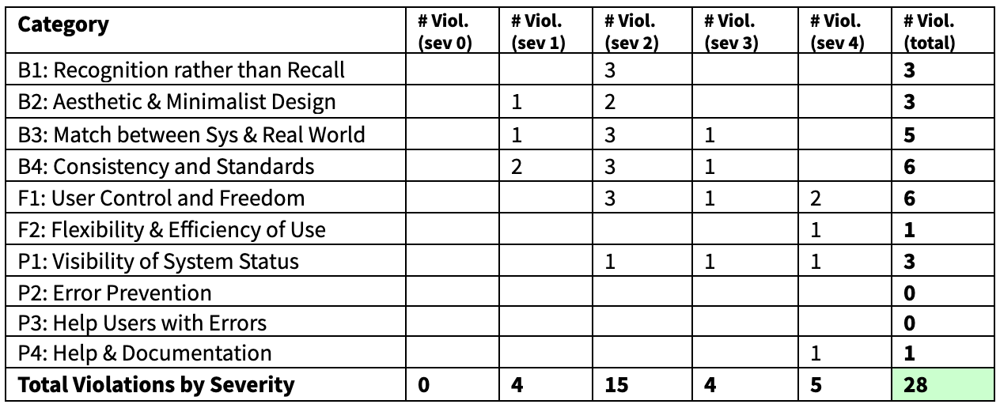 Category # Viol. (sev 0) # Viol. (sev 1) # Viol. (sev 2) # Viol. (sev 3) # Viol. (sev 4) # Viol. (total)
B1: Recognition rather than Recall 3 3
B2: Aesthetic & Minimalist Design 1 2 3
B3: Match between Sys & Real World 1 3 1 5
B4: Consistency and Standards 2 3 1 6
F1: User Control and Freedom 3 1 2 6
F2: Flexibility & Efficiency of Use 1 1
P1: Visibility of System Status 1 1 1 3
P2: Error Prevention 0
P3: Help Users with Errors 0
P4: Help & Documentation 1 1
Total Violations by Severity 0 4 15 4 5 28